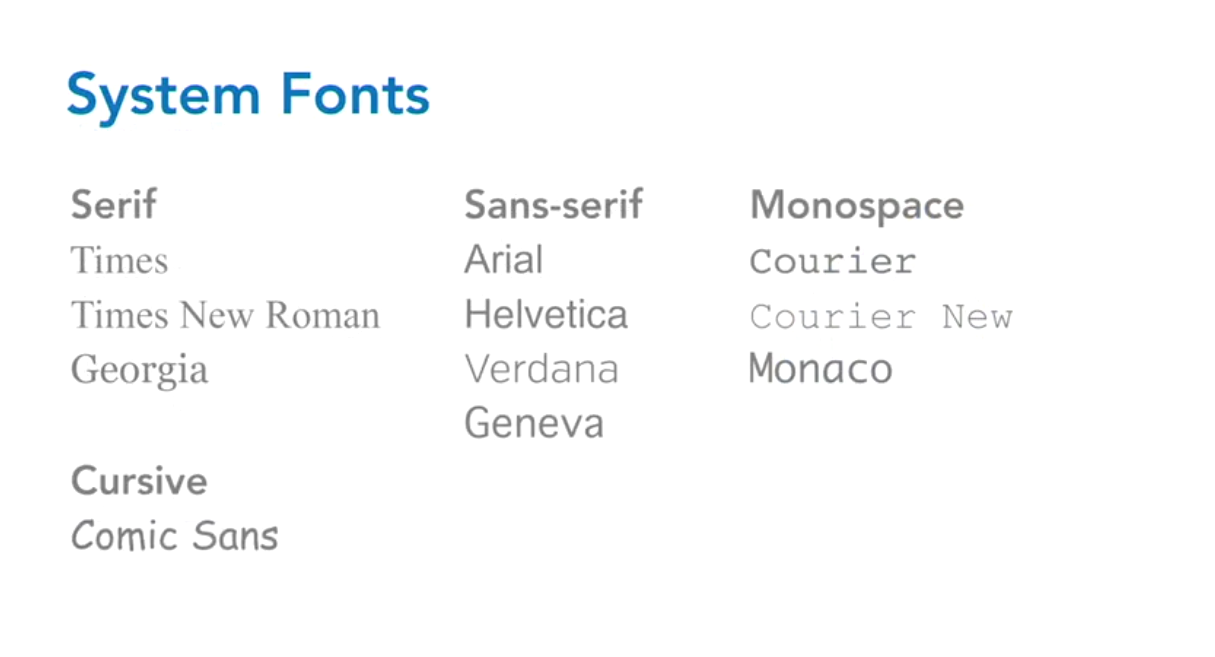 System Fonts
Serif
Times
Times New Roman
Georgia
Cursive
Comic Sans
Sans-serif
Arial
Helvetica
Verdana
Geneva
Monospace
Courier
Courier New
Monaco